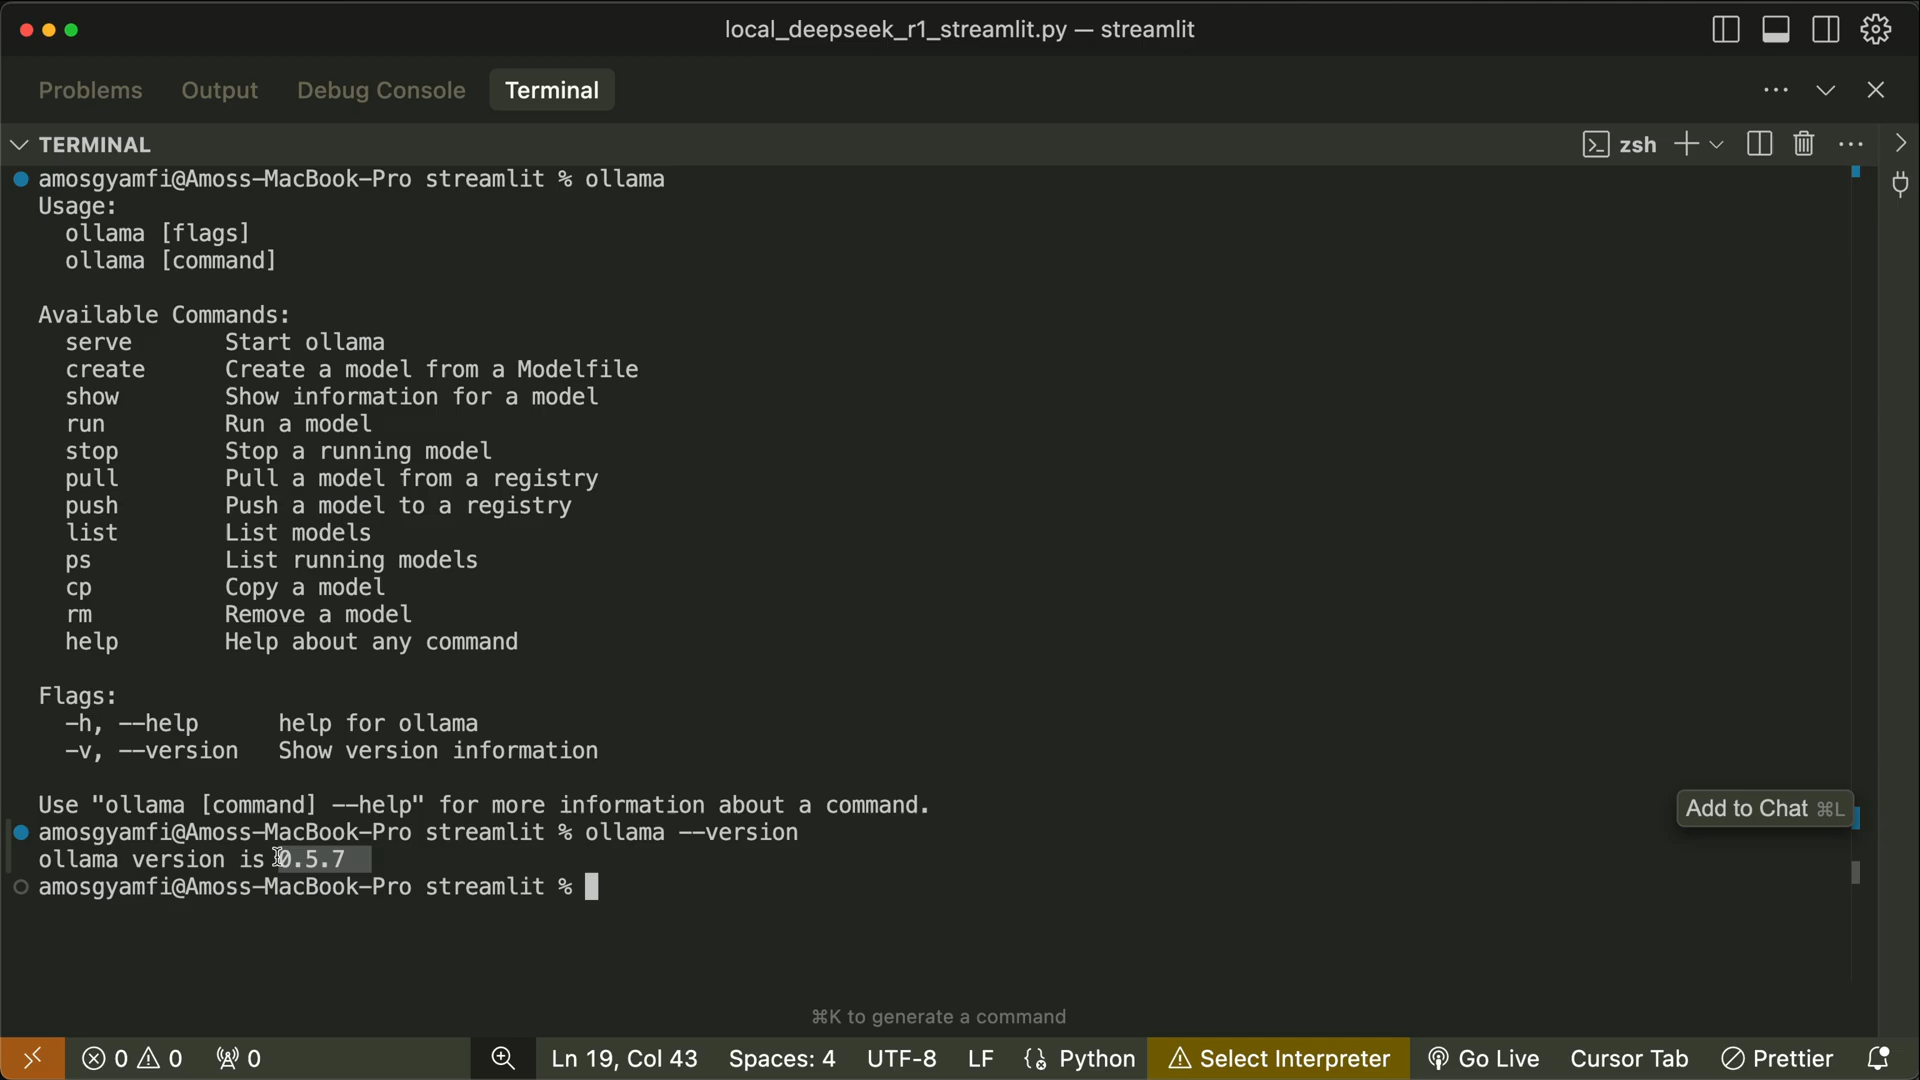 local_deepseek_r1_streamlit.py — streamlit
Problems Output Debug Console Terminal
TERMINAL zsh
amosgyamfi@Amoss-MacBook-Pro streamlit % ollama
Usage:
ollama [flags]
ollama [command]
Available Commands:
serve Start ollama
create Create a model from a Modelfile
show Show information for a model
run Run a model
stop Stop a running model
pull Pull a model from a registry
push Push a model to a registry
list List models
ps List running models
cp Copy a model
rm Remove a model
help Help about any command
Flags:
-h, --help help for ollama
-v, --version Show version information
Use "ollama [command] --help" for more information about a command.
Add to Chat ⌘L
amosgyamfi@Amoss-MacBook-Pro streamlit % ollama --version
ollama version is 0.5.7
amosgyamfi@Amoss-MacBook-Pro streamlit %
⌘K to generate a command
0 0 0 Ln 19, Col 43 Spaces: 4 UTF-8 LF {} Python Select Interpreter Go Live Cursor Tab Prettier